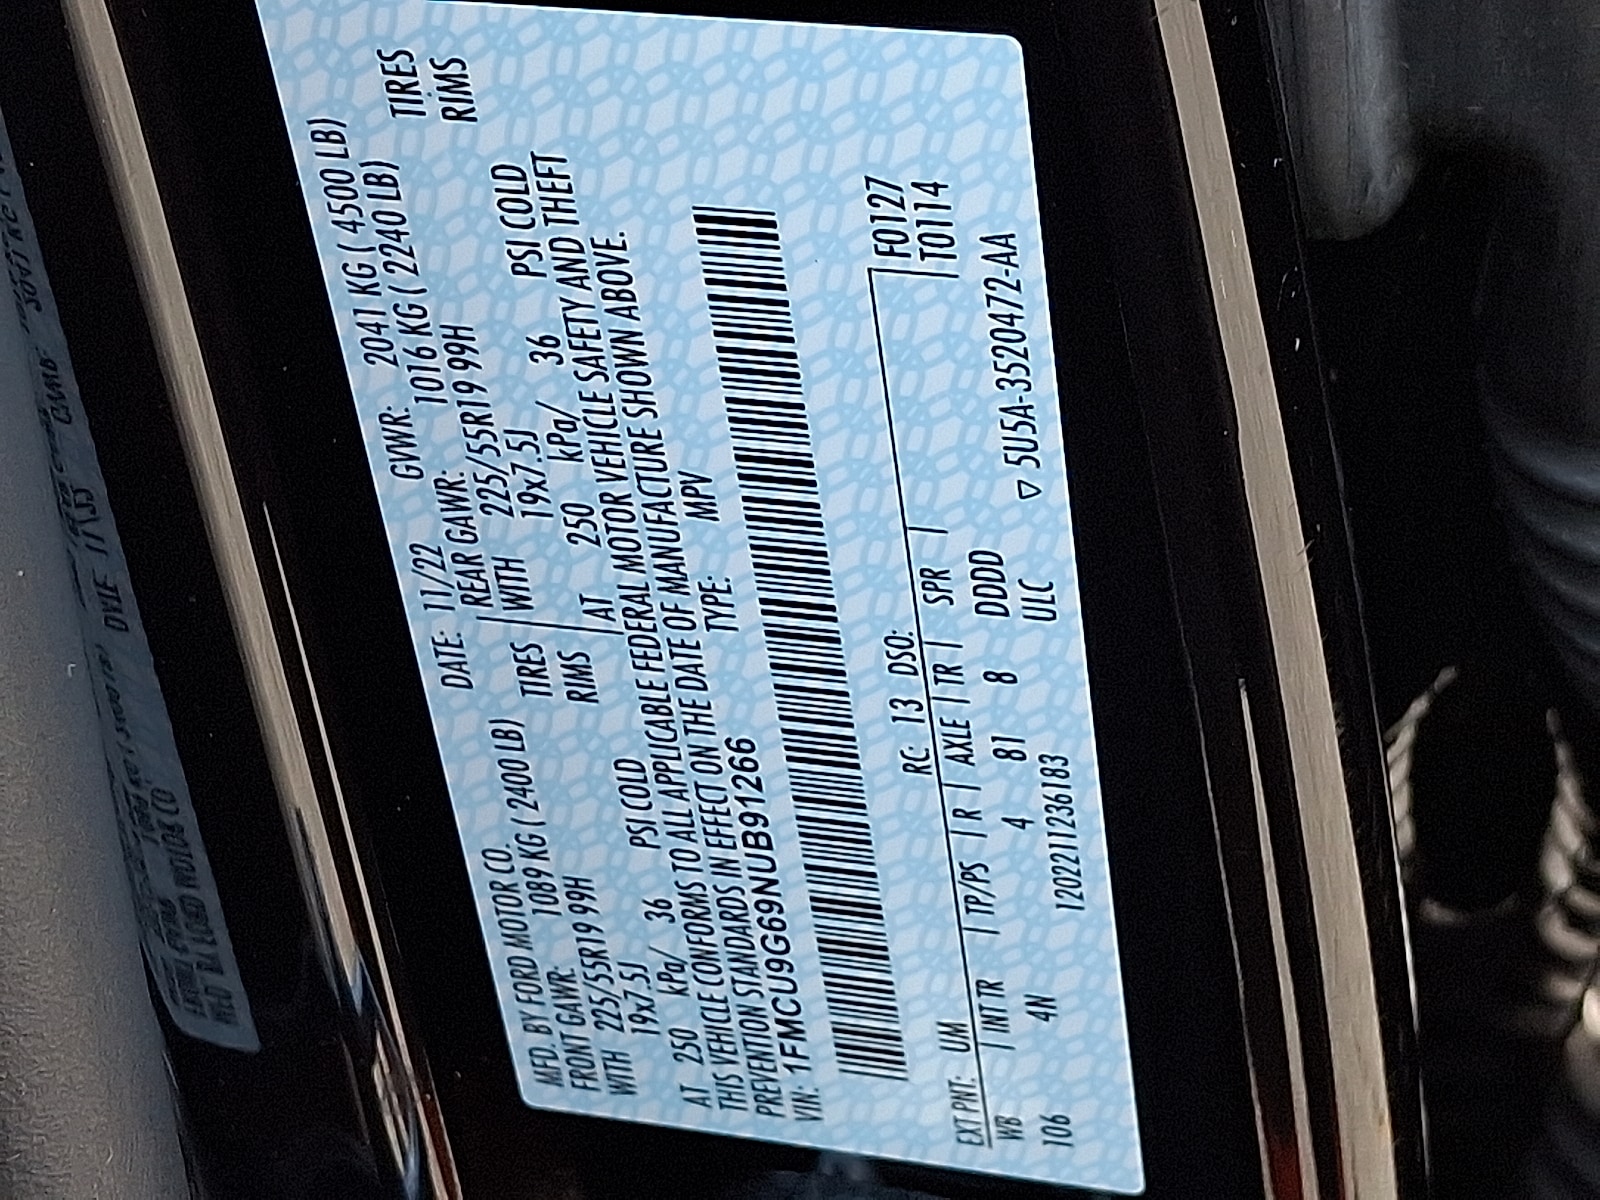 MFD. BY FORD MOTOR CO.
DATE: 11/22 GVWR: 2041 KG ( 4500 LB)
FRONT GAWR: 1089 KG ( 2400 LB) REAR GAWR: 1016 KG ( 2240 LB)
WITH 225/55R19 99H TIRES WITH 225/55R19 99H TIRES
19x7.5J RIMS 19x7.5J RIMS
AT 250 kPa/ 36 PSI COLD AT 250 kPa/ 36 PSI COLD
THIS VEHICLE CONFORMS TO ALL APPLICABLE FEDERAL MOTOR VEHICLE SAFETY AND THEFT
PREVENTION STANDARDS IN EFFECT ON THE DATE OF MANUFACTURE SHOWN ABOVE.
VIN: 1FMCU9G69NUB91266 TYPE: MPV
F0127
T0114
EXT PNT: UM RC: 13 DSO:
WB | INT TR | TP/PS | R | AXLE | TR | SPR |
106 4N 4 81 8 DDDD
1202211236183 ULC ▽ 5U5A-3520472-AA